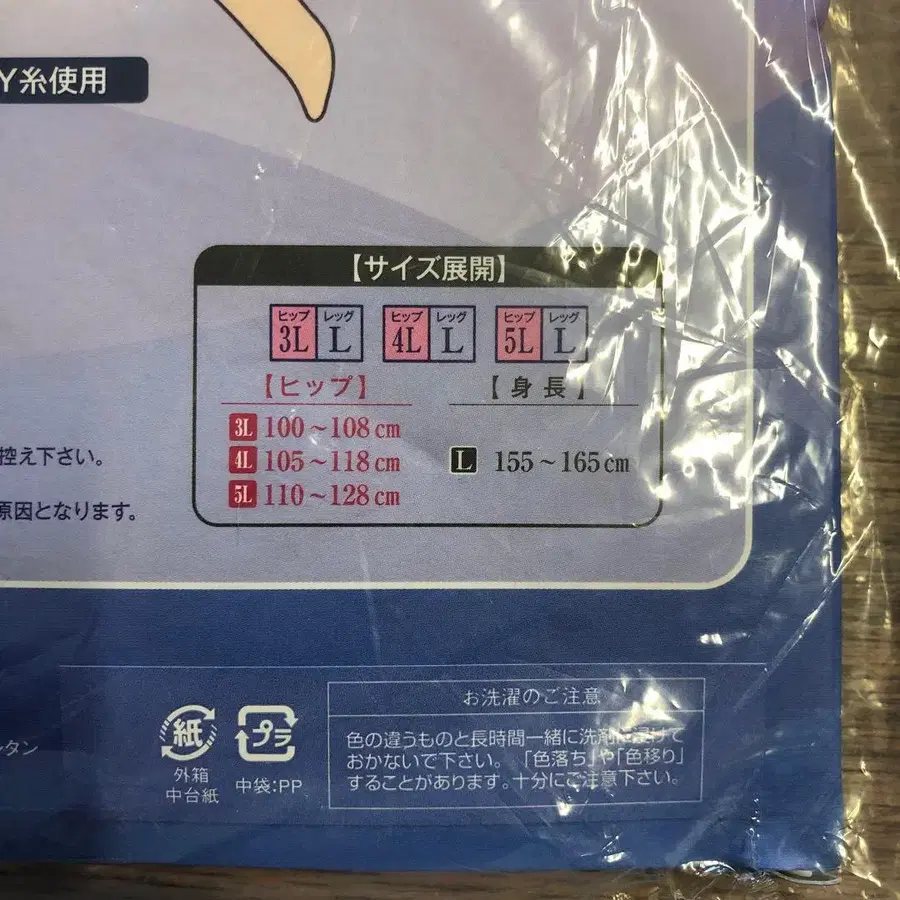 Y糸使用
【サイズ展開】
ヒップ 3L レッグ L ヒップ 4L レッグ L ヒップ 5L レッグ L
【ヒップ】 【身長】
3L 100～108cm
4L 105～118cm L 155～165cm
5L 110～128cm
控え下さい。
原因となります。
お洗濯のご注意
色の違うものと長時間一緒に洗剤に浸けて
おかないで下さい。「色落ち」や「色移り」
することがあります。十分にご注意下さい。
紙 プラ
外箱 中袋:PP
中台紙
タン